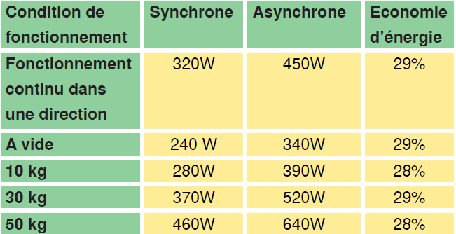 Condition de Synchrone Asynchrone Economie
fonctionnement d'énergie
Fonctionnement 320W 450W 29%
continu dans
une direction
A vide 240 W 340W 29%
10 kg 280W 390W 28%
30 kg 370W 520W 29%
50 kg 460W 640W 28%